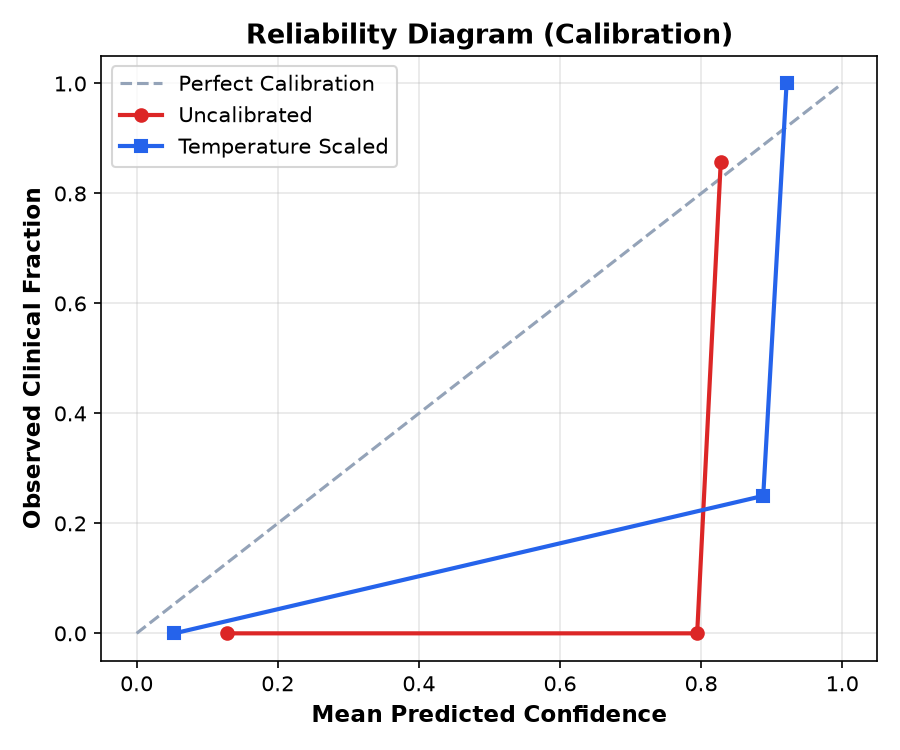 Reliability Diagram (Calibration)
Perfect Calibration
Uncalibrated
Temperature Scaled
Observed Clinical Fraction
1.0
0.8
0.6
0.4
0.2
0.0
0.0 0.2 0.4 0.6 0.8 1.0
Mean Predicted Confidence